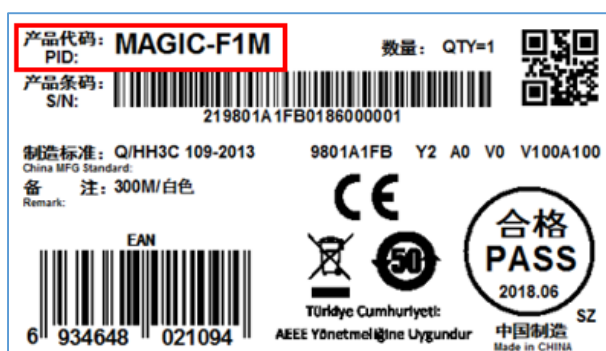 产品代码: MAGIC-F1M 数量: QTY=1
PID:
产品条码:
S/N:
219801A1FB0186000001
制造标准: Q/HH3C 109-2013 9801A1FB Y2 A0 V0 V100A100
China MFG Standard:
备 注: 300M/白色
Remark:
CE
EAN
50
合格
PASS
2018.06
SZ
中国制造
Made in CHINA
Türkiye Cumhuriyeti:
AEEE Yönetmeliğine Uygundur
6 934648 021094